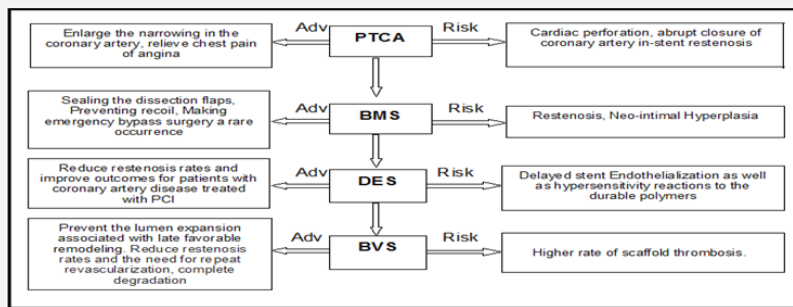 Enlarge the narrowing in the
coronary artery, relieve chest pain
of angina
Adv
PTCA
Risk
Cardiac perforation, abrupt closure of
coronary artery in-stent restenosis
Sealing the dissection flaps,
Preventing recoil, Making
emergency bypass surgery a rare
occurrence
Adv
BMS
Risk
Restenosis, Neo-intimal Hyperplasia
Reduce restenosis rates and
improve outcomes for patients with
coronary artery disease treated
with PCI
Adv
DES
Risk
Delayed stent Endothelialization as well
as hypersensitivity reactions to the
durable polymers
Prevent the lumen expansion
associated with late favorable
remodeling. Reduce restenosis
rates and the need for repeat
revascularization, complete
degradation
Adv
BVS
Risk
Higher rate of scaffold thrombosis.